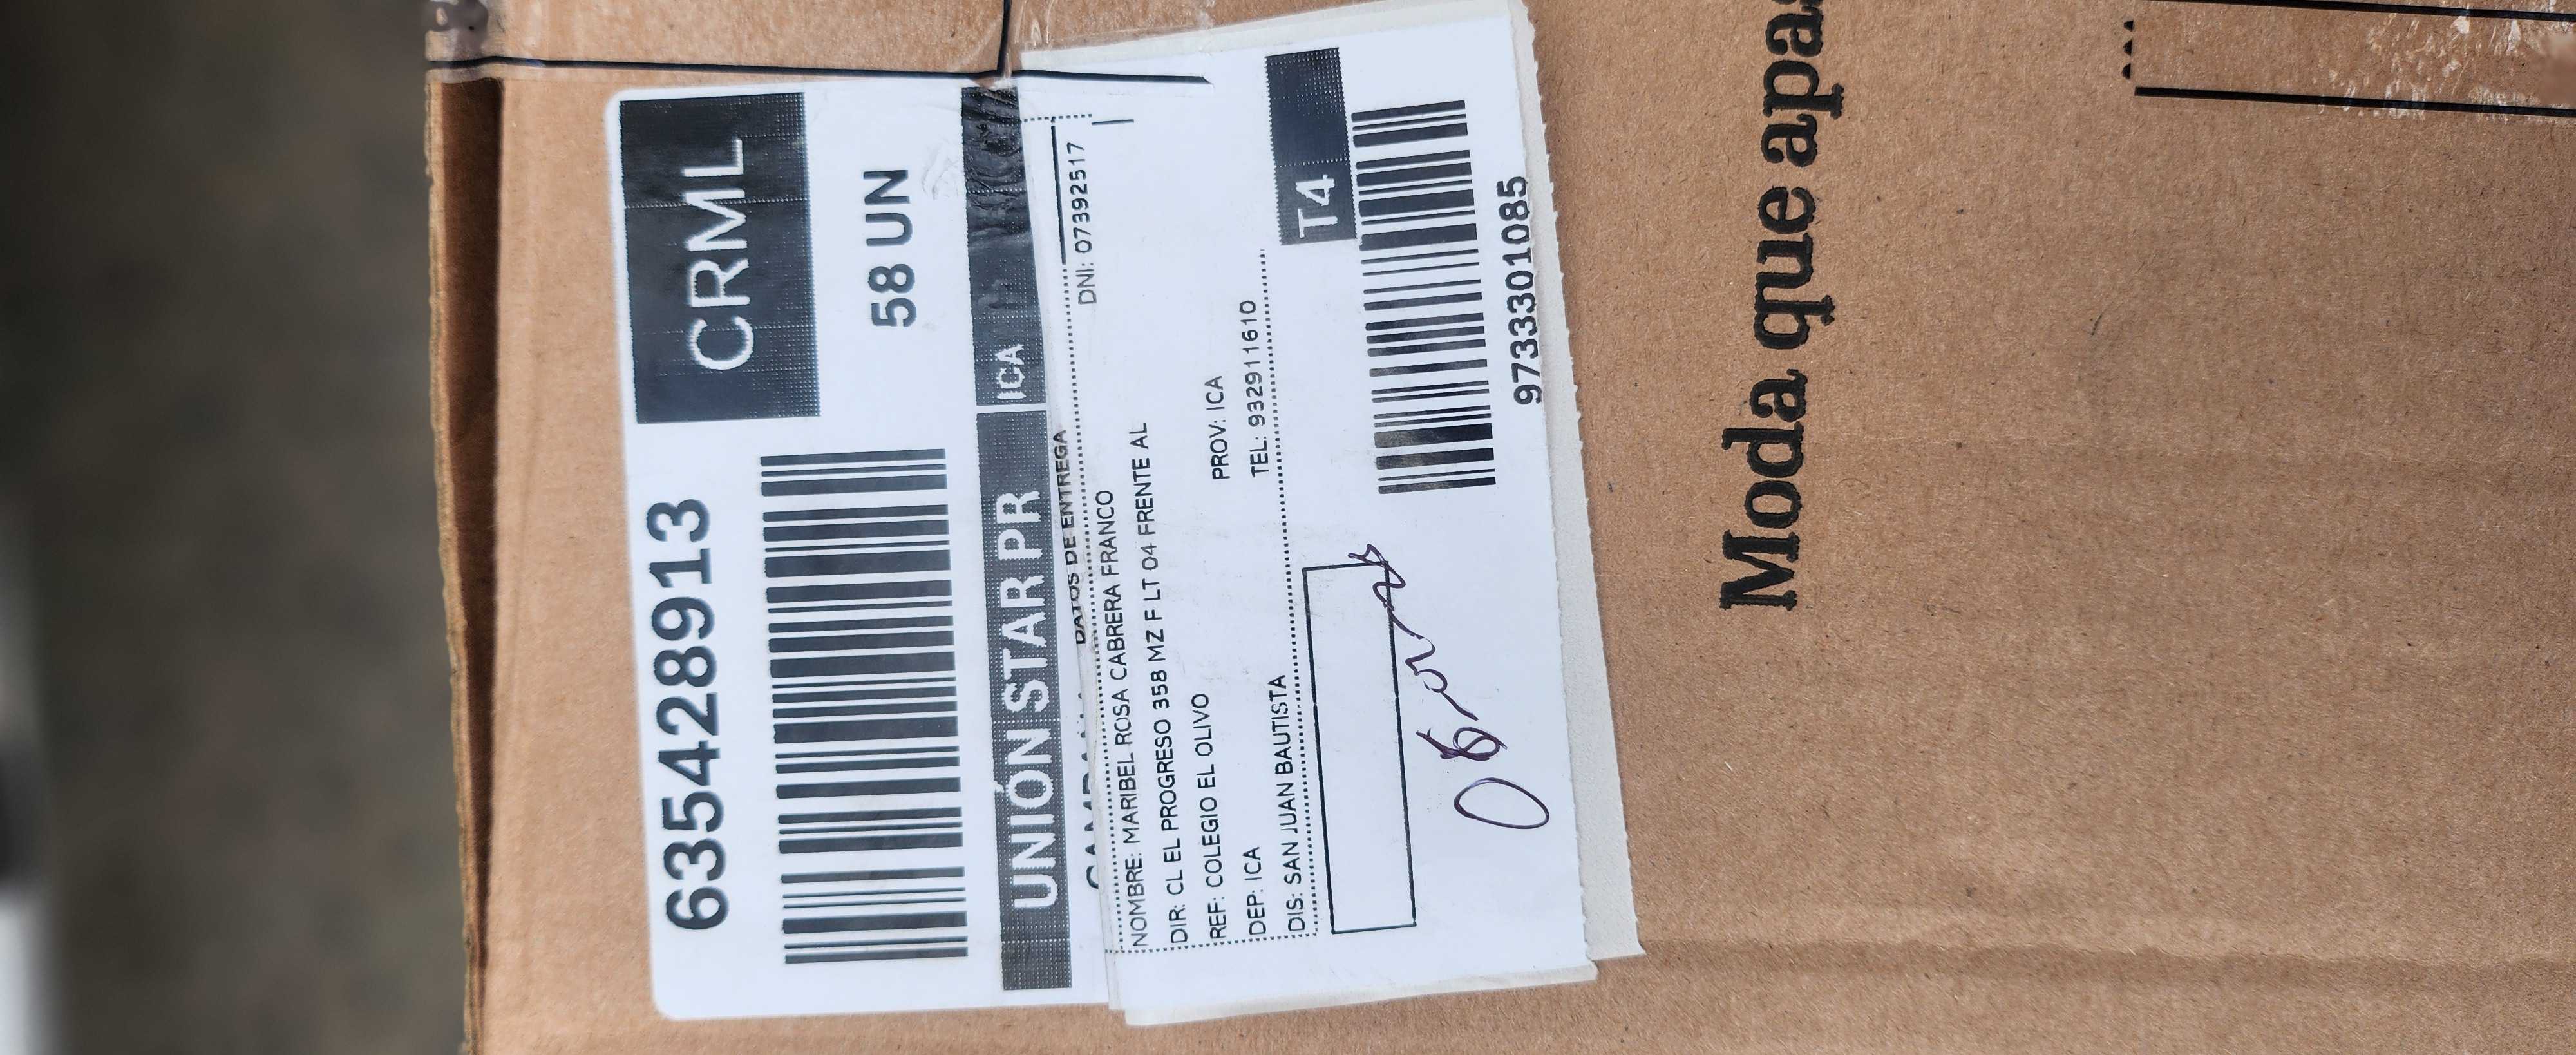 635428913
CRML
58 UN
UNIÓN STAR PR
ICA
DATOS DE ENTREGA
DNI: 07392517
NOMBRE: MARIBEL ROSA CABRERA FRANCO
DIR: CL EL PROGRESO 358 MZ F LT 04 FRENTE AL
REF: COLEGIO EL OLIVO
DEP: ICA PROV: ICA
DIS: SAN JUAN BAUTISTA TEL: 932911610
T4
9733301085
Moda que apas